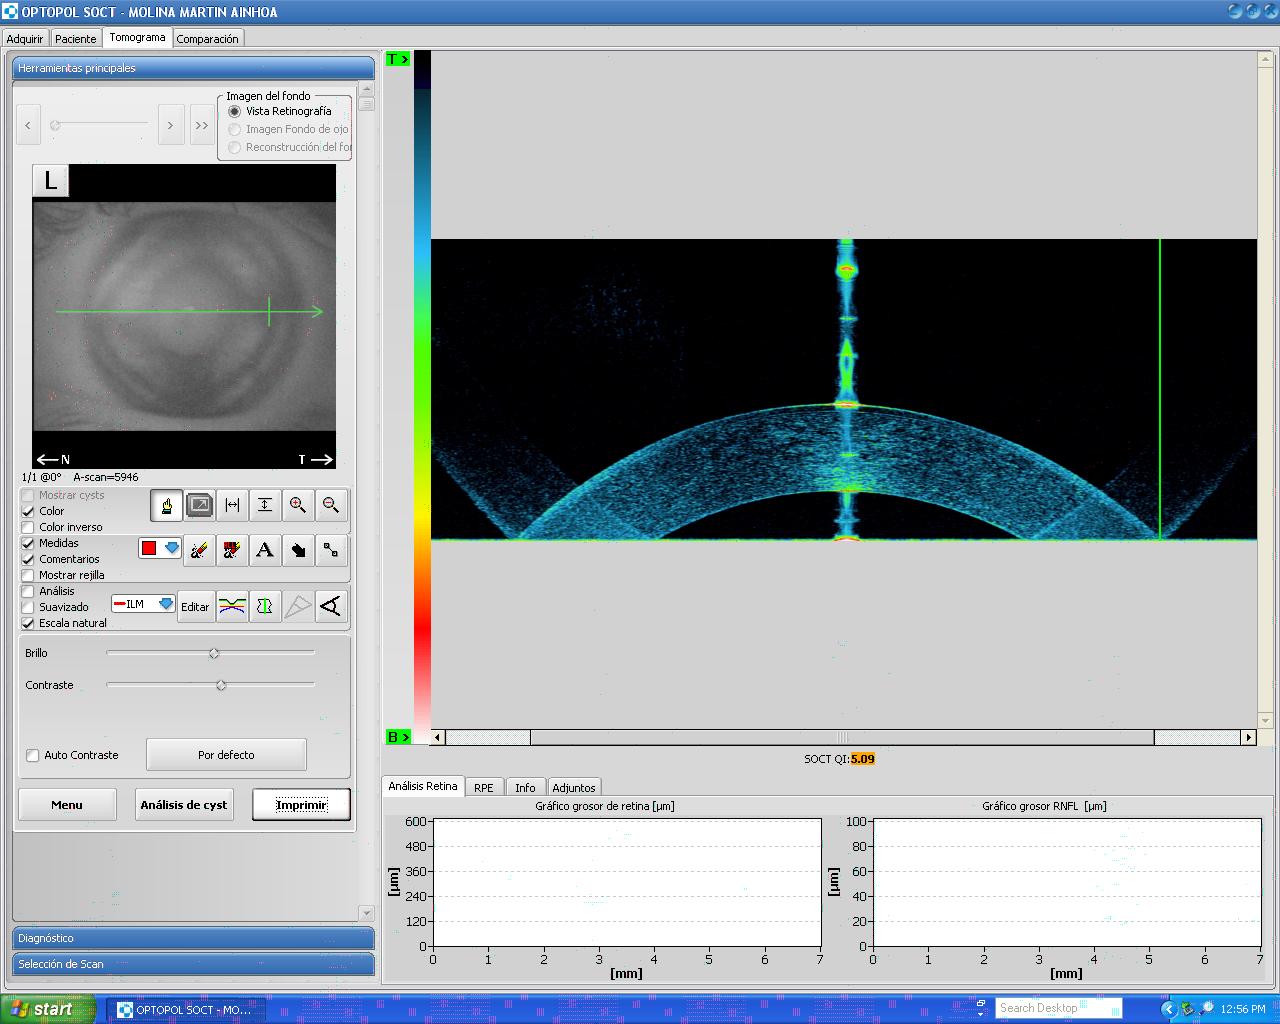 OPTOPOL SOCT - MOLINA MARTIN AINHOA
Adquirir Paciente Tomograma Comparación
Herramientas principales
Imagen del fondo
Vista Retinografía
Imagen Fondo de ojo
Reconstrucción del for
< > >>
L
N T
1/1 @0° A-scan=5946
Mostrar cysts
Color
Color inverso
Medidas
Comentarios
Mostrar rejilla
A
Análisis
Suavizado
ILM
Editar
Escala natural
Brillo
Contraste
Auto Contraste
Por defecto
Menu
Análisis de cyst
Imprimir
Diagnóstico
Selección de Scan
T >
B >
SOCT QI: 5.09
Análisis Retina RPE Info Adjuntos
Gráfico grosor de retina [µm]
600
480
360
240
120
0
[µm]
0 1 2 3 4 5 6 7
[mm]
Gráfico grosor RNFL [µm]
100
80
60
40
20
0
[µm]
0 1 2 3 4 5 6 7
[mm]
start
OPTOPOL SOCT - MO...
Search Desktop
12:56 PM